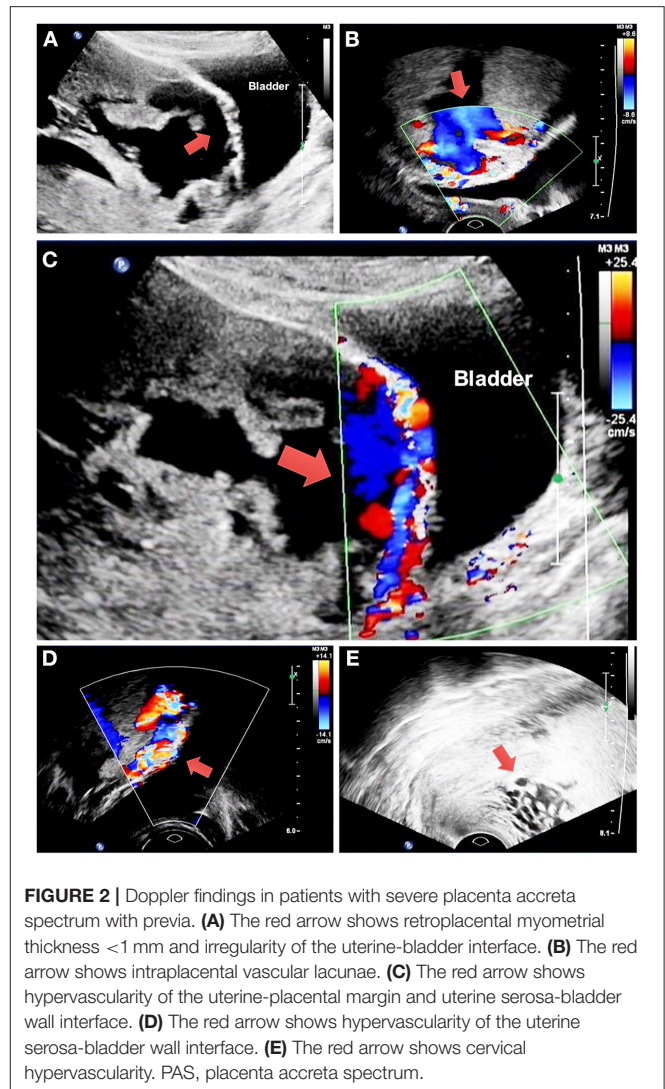 A
M3
Bladder
B
M3 M3
+8.6
-8.6
cm/s
x
7.1
C
M3 M3
+25.4
Bladder
-25.4
cm/s
D
M3 M3
+14.1
x
-14.1
cm/s
6.0
E
8.1
FIGURE 2 | Doppler findings in patients with severe placenta accreta
spectrum with previa. (A) The red arrow shows retroplacental myometrial
thickness <1 mm and irregularity of the uterine-bladder interface. (B) The red
arrow shows intraplacental vascular lacunae. (C) The red arrow shows
hypervascularity of the uterine-placental margin and uterine serosa-bladder
wall interface. (D) The red arrow shows hypervascularity of the uterine
serosa-bladder wall interface. (E) The red arrow shows cervical
hypervascularity. PAS, placenta accreta spectrum.